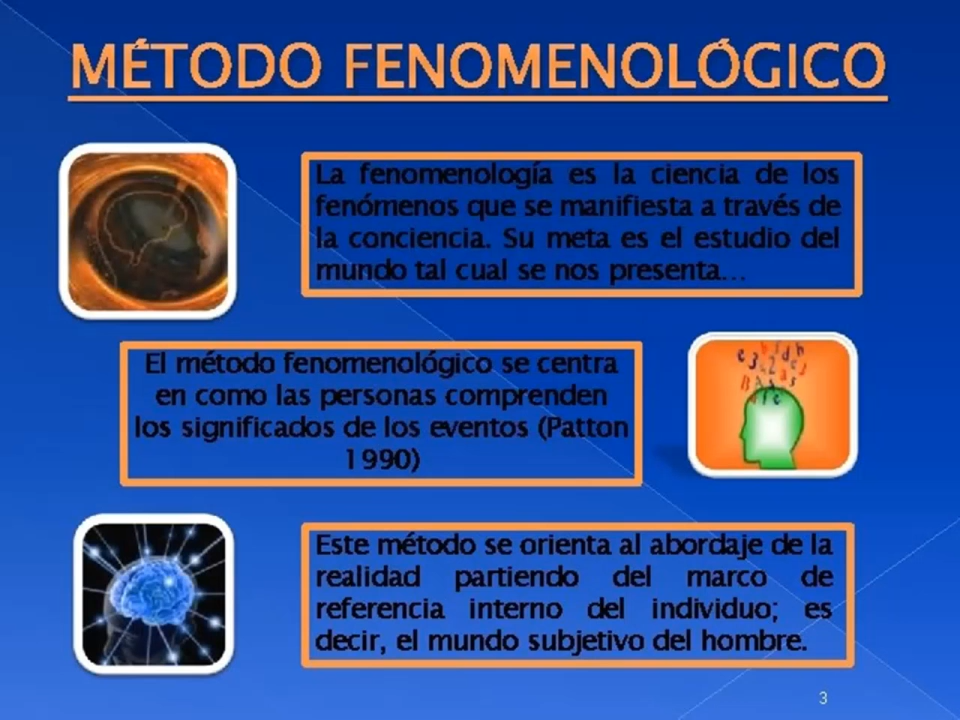 MÉTODO FENOMENOLÓGICO
La fenomenología es la ciencia de los
fenómenos que se manifiesta a través de
la conciencia. Su meta es el estudio del
mundo tal cual se nos presenta...
El método fenomenológico se centra
en como las personas comprenden
los significados de los eventos (Patton
1990)
Este método se orienta al abordaje de la
realidad partiendo del marco de
referencia interno del individuo; es
decir, el mundo subjetivo del hombre.
3